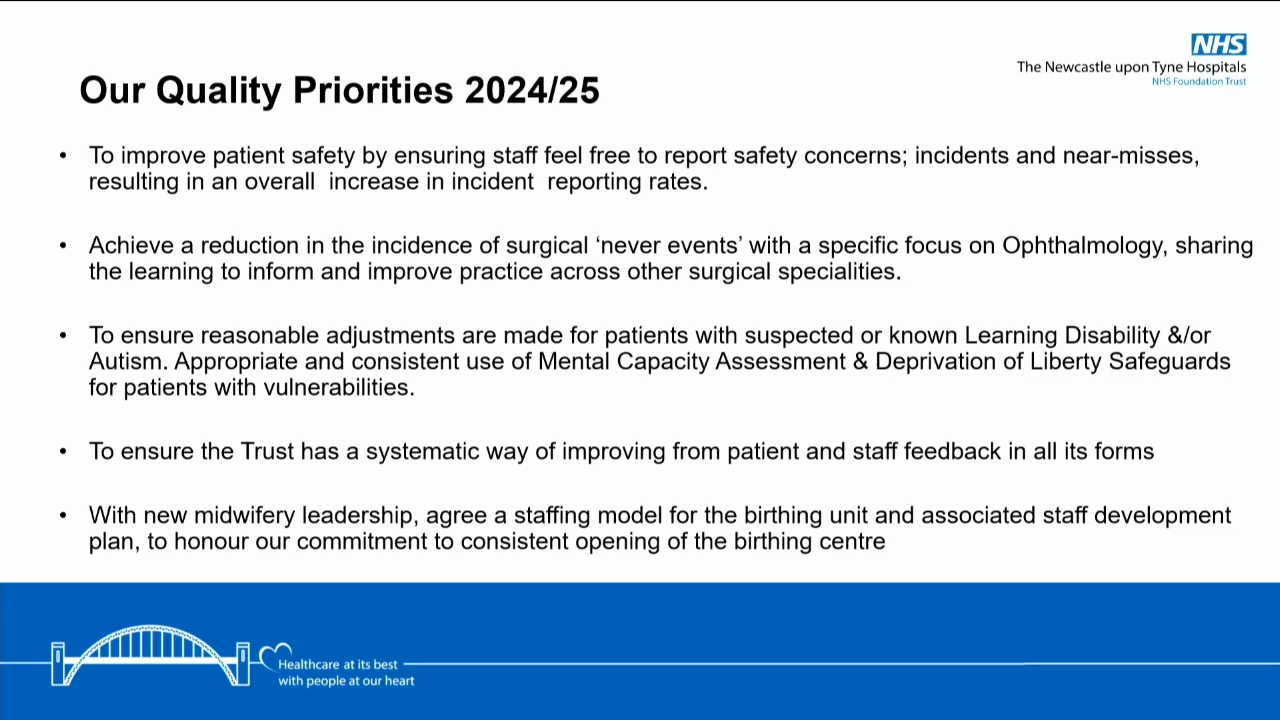 NHS
The Newcastle upon Tyne Hospitals
NHS Foundation Trust
Our Quality Priorities 2024/25
• To improve patient safety by ensuring staff feel free to report safety concerns; incidents and near-misses,
resulting in an overall  increase in incident  reporting rates.
• Achieve a reduction in the incidence of surgical ‘never events’ with a specific focus on Ophthalmology, sharing
the learning to inform and improve practice across other surgical specialities.
• To ensure reasonable adjustments are made for patients with suspected or known Learning Disability &/or
Autism. Appropriate and consistent use of Mental Capacity Assessment & Deprivation of Liberty Safeguards
for patients with vulnerabilities.
• To ensure the Trust has a systematic way of improving from patient and staff feedback in all its forms
• With new midwifery leadership, agree a staffing model for the birthing unit and associated staff development
plan, to honour our commitment to consistent opening of the birthing centre
Healthcare at its best
with people at our heart